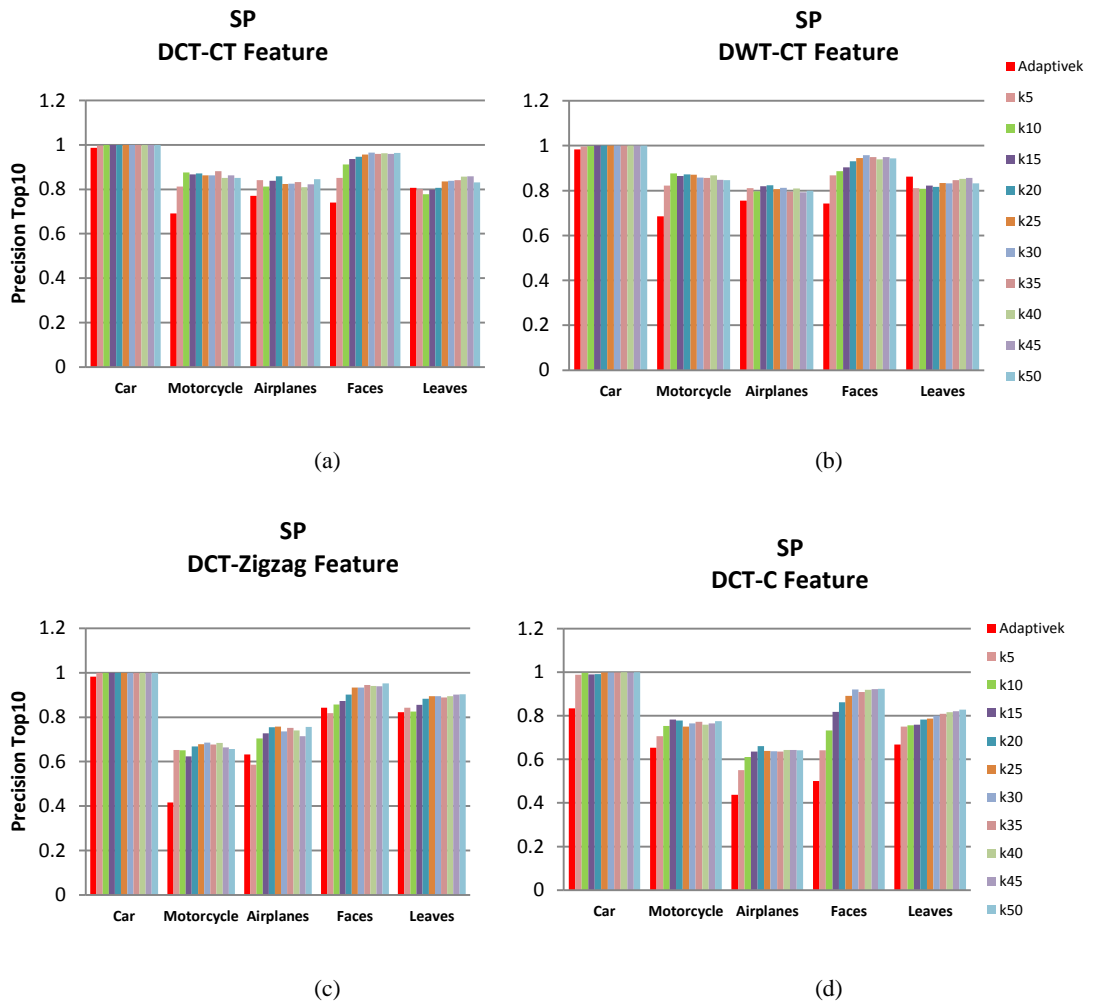 SP
DCT-CT Feature
Precision Top10
1.2
1
0.8
0.6
0.4
0.2
0
Car Motorcycle Airplanes Faces Leaves
(a)
SP
DWT-CT Feature
1.2
1
0.8
0.6
0.4
0.2
0
Car Motorcycle Airplanes Faces Leaves
Adaptivek
k5
k10
k15
k20
k25
k30
k35
k40
k45
k50
(b)
SP
DCT-Zigzag Feature
Precision Top10
1.2
1
0.8
0.6
0.4
0.2
0
Car Motorcycle Airplanes Faces Leaves
(c)
SP
DCT-C Feature
1.2
1
0.8
0.6
0.4
0.2
0
Car Motorcycle Airplanes Faces Leaves
Adaptivek
k5
k10
k15
k20
k25
k30
k35
k40
k45
k50
(d)